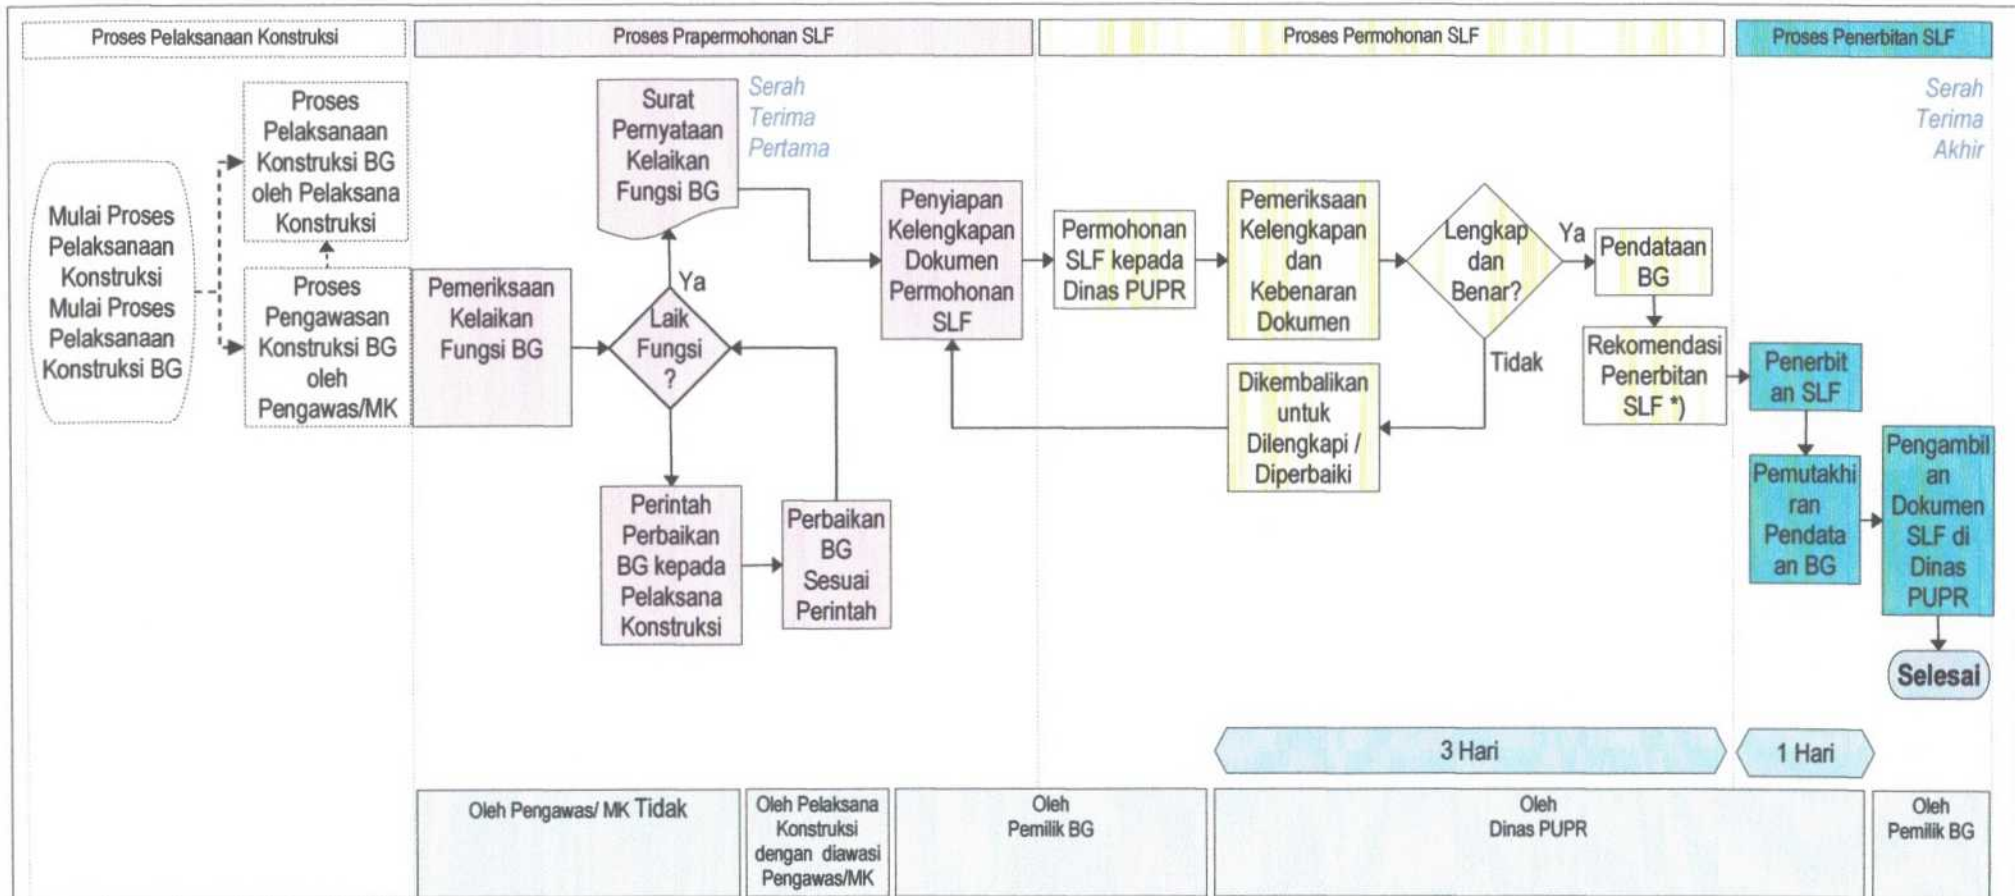 Proses Pelaksanaan Konstruksi
Proses Prapermohonan SLF
Proses Permohonan SLF
Proses Penerbitan SLF
Mulai Proses
Pelaksanaan
Konstruksi
Mulai Proses
Pelaksanaan
Konstruksi BG
Proses
Pelaksanaan
Konstruksi BG
oleh Pelaksana
Konstruksi
Proses
Pengawasan
Konstruksi BG
oleh
Pengawas/MK
Pemeriksaan
Kelaikan
Fungsi BG
Surat
Pernyataan
Kelaikan
Fungsi BG
Serah
Terima
Pertama
Ya
Laik
Fungsi
?
Perintah
Perbaikan
BG kepada
Pelaksana
Konstruksi
Perbaikan
BG
Sesuai
Perintah
Penyiapan
Kelengkapan
Dokumen
Permohonan
SLF
Permohonan
SLF kepada
Dinas PUPR
Pemeriksaan
Kelengkapan
dan
Kebenaran
Dokumen
Lengkap
dan
Benar?
Ya
Tidak
Dikembalikan
untuk
Dilengkapi /
Diperbaiki
Pendataan
BG
Rekomendasi
Penerbitan
SLF *)
Serah
Terima
Akhir
Penerbit
an SLF
Pemutakhi
ran
Pendata
an BG
Pengambil
an
Dokumen
SLF di
Dinas
PUPR
Selesai
3 Hari
1 Hari
Oleh Pengawas/ MK Tidak
Oleh Pelaksana
Konstruksi
dengan diawasi
Pengawas/MK
Oleh
Pemilik BG
Oleh
Dinas PUPR
Oleh
Pemilik BG